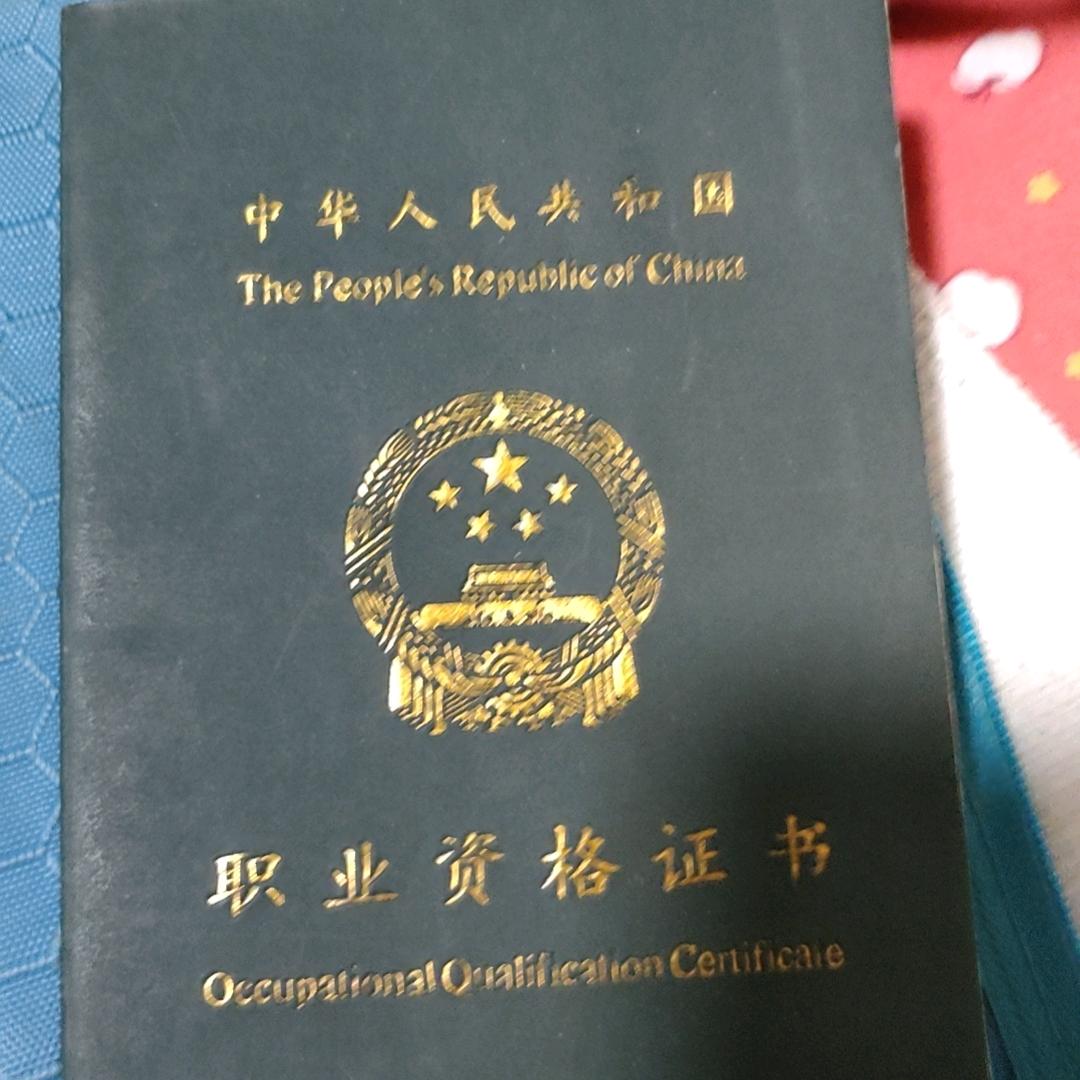 中华人民共和国
The People's Republic of China
职业资格证书
Occupational Qualification Certificate